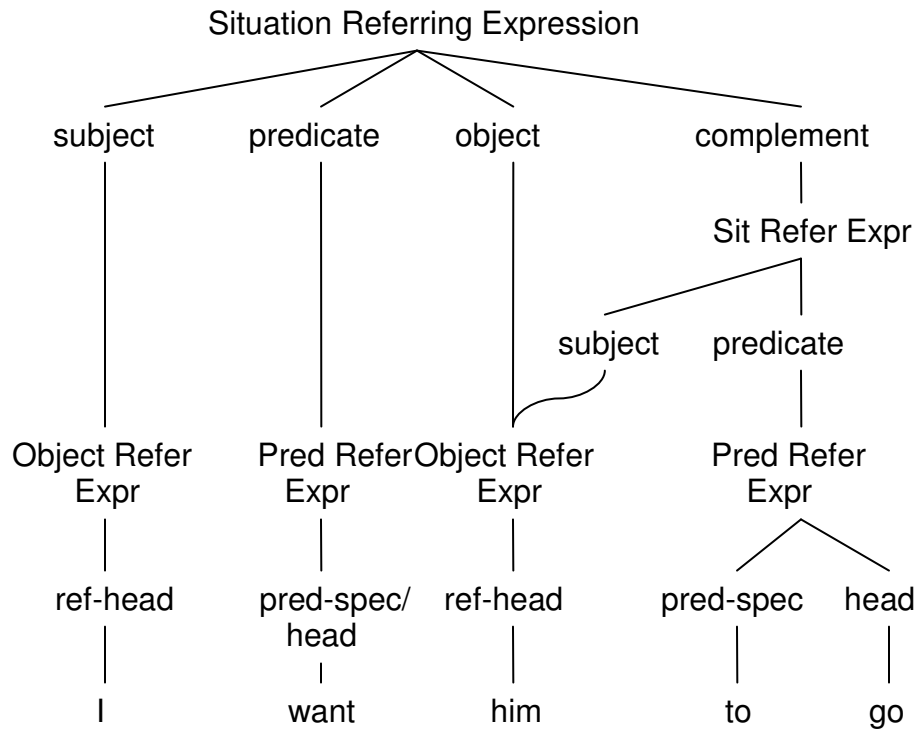 Situation Referring Expression
subject predicate object complement
Sit Refer Expr
subject predicate
Object Refer Pred Refer Object Refer Pred Refer
Expr Expr Expr Expr
ref-head pred-spec/ ref-head pred-spec head
head
I want him to go